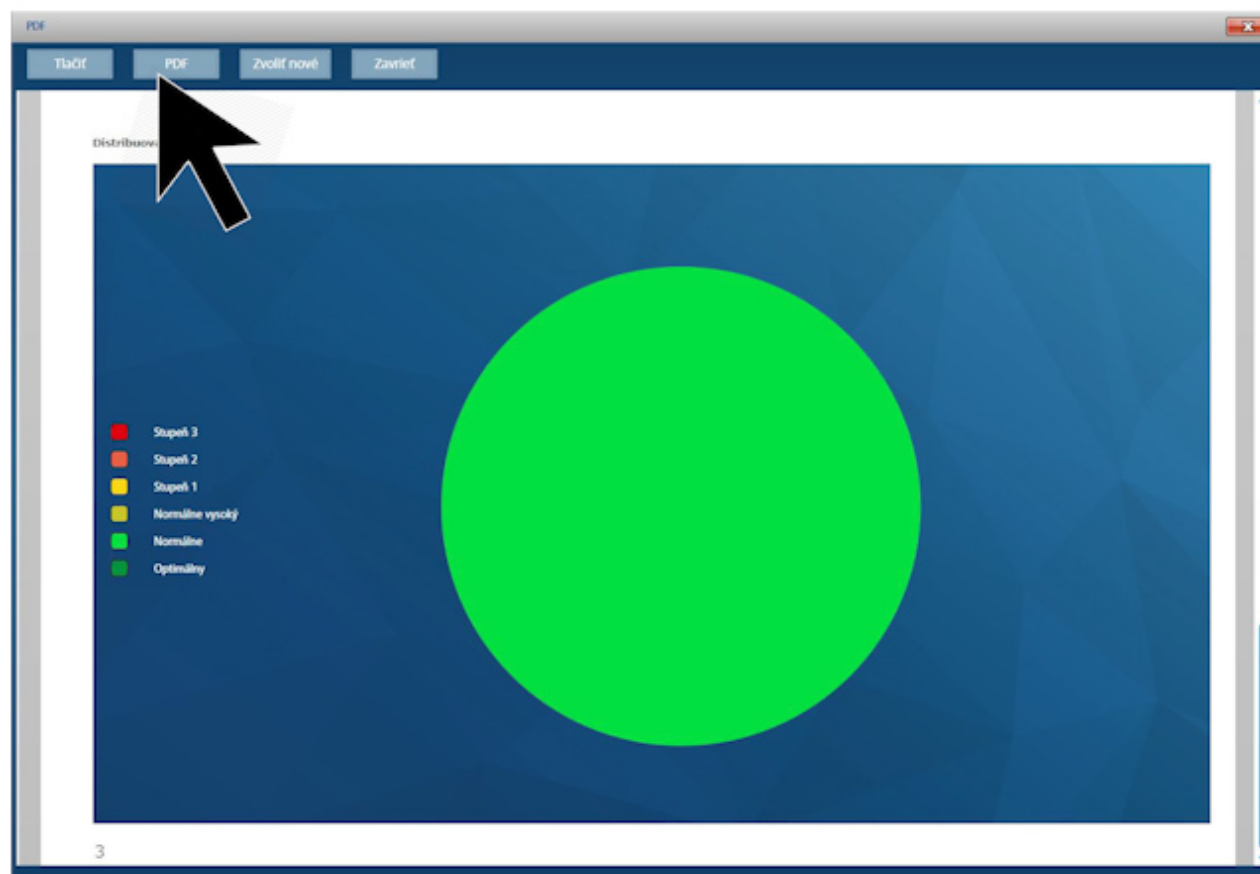 PDF
Tlačiť PDF Zvoliť nové Zavrieť
Stupeň 3
Stupeň 2
Stupeň 1
Normálne vysoký
Normálne
Optimálny
3